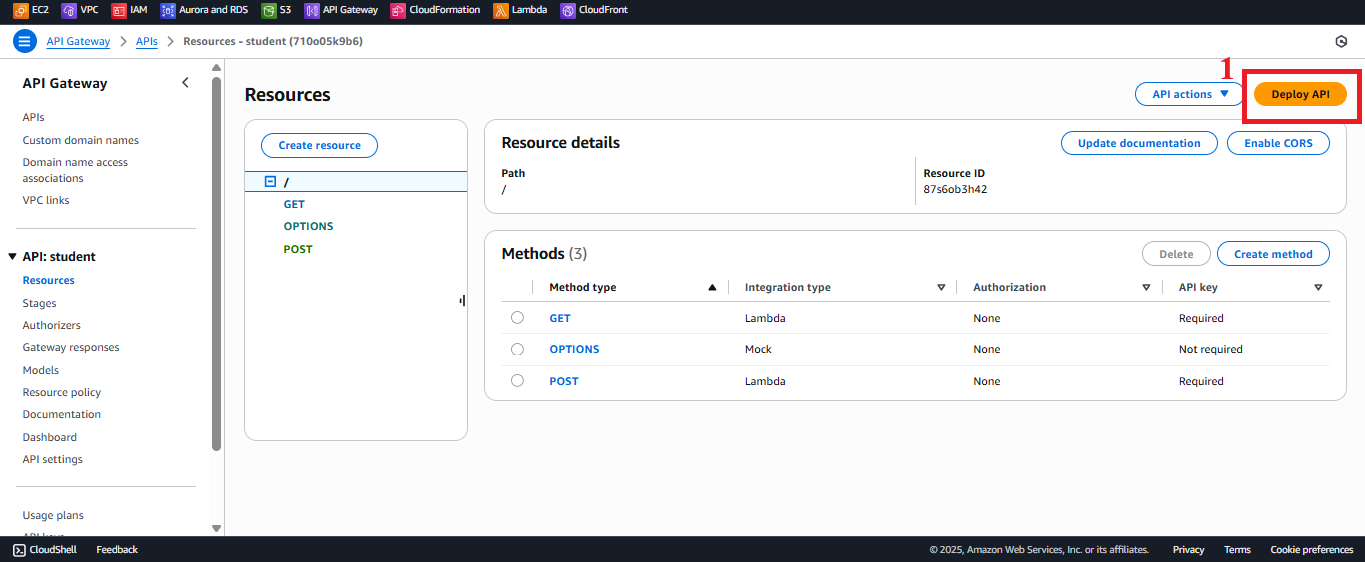 EC2 VPC IAM Aurora and RDS S3 API Gateway CloudFormation Lambda CloudFront
API Gateway > APIs > Resources - student (710o05k9b6)
API Gateway
APIs
Custom domain names
Domain name access
associations
VPC links
API: student
Resources
Stages
Authorizers
Gateway responses
Models
Resource policy
Documentation
Dashboard
API settings
Usage plans
API keys
Resources
1
API actions
Deploy API
Create resource
/
GET
OPTIONS
POST
Resource details
Update documentation
Enable CORS
Path
/
Resource ID
87s6ob3h42
Methods (3)
Delete
Create method
Method type Integration type Authorization API key
GET Lambda None Required
OPTIONS Mock None Not required
POST Lambda None Required
CloudShell Feedback © 2025, Amazon Web Services, Inc. or its affiliates. Privacy Terms Cookie preferences